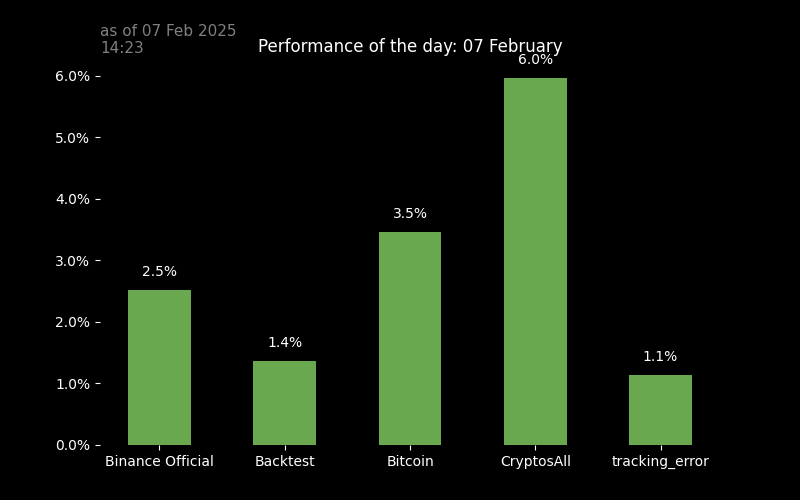 as of 07 Feb 2025
14:23
Performance of the day: 07 February
6.0%
5.0%
4.0%
3.0%
2.0%
1.0%
0.0%
2.5%
1.4%
3.5%
6.0%
1.1%
Binance Official
Backtest
Bitcoin
CryptosAll
tracking_error